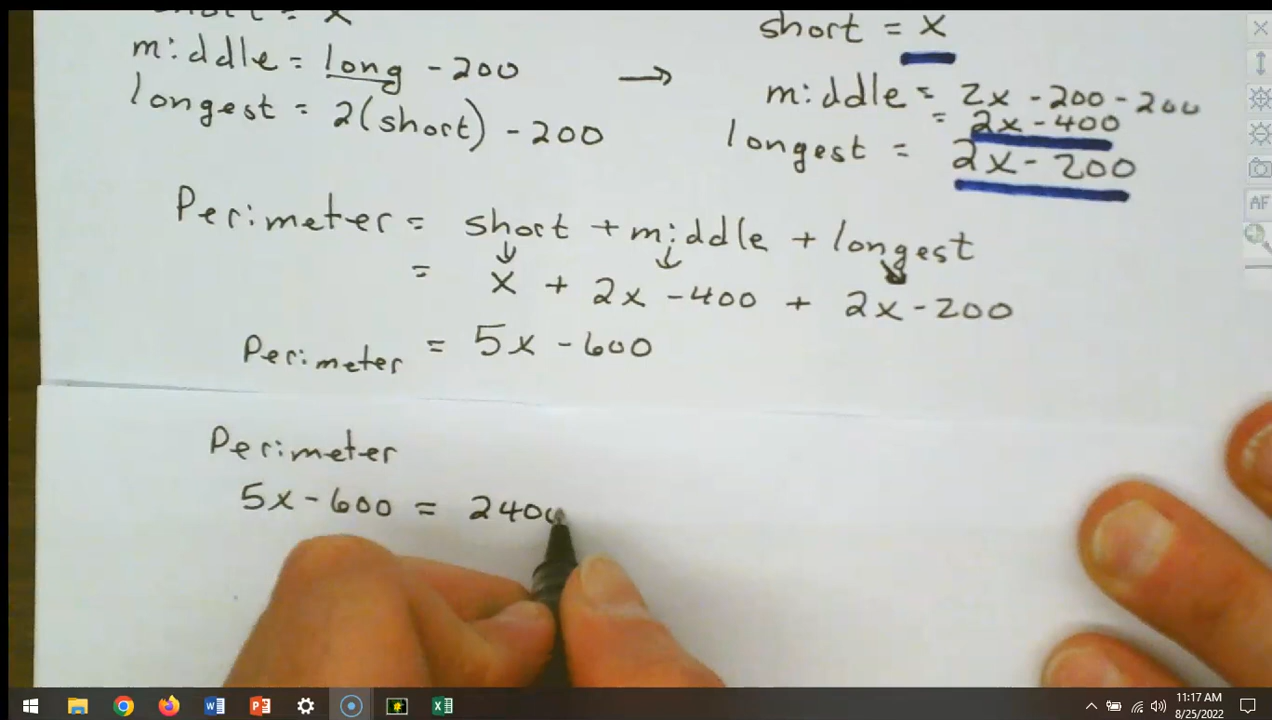 short = x
short = x
middle = long - 200
→
middle = 2x - 200 - 200
= 2x - 400
longest = 2(short) - 200
longest = 2x - 200
Perimeter = short + middle + longest
= x + 2x - 400 + 2x - 200
Perimeter = 5x - 600
Perimeter
5x - 600 = 2400
AF
11:17 AM
8/25/2022